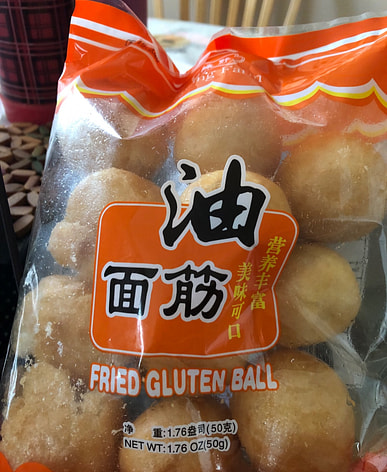 油
面筋
营养丰富
美味可口
FRIED GLUTEN BALL
净 重:1.76盎司(50克)
NET WT:1.76 OZ(50g)